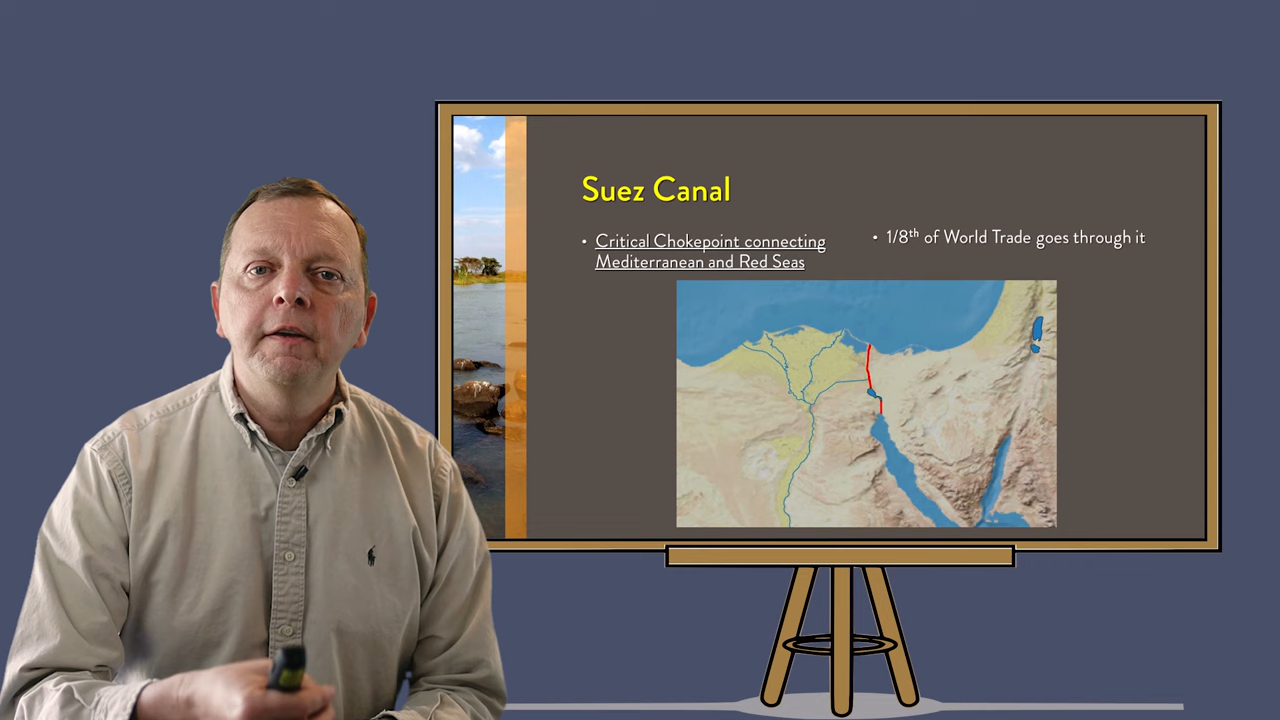 Suez Canal
• Critical Chokepoint connecting
Mediterranean and Red Seas
• 1/8th of World Trade goes through it